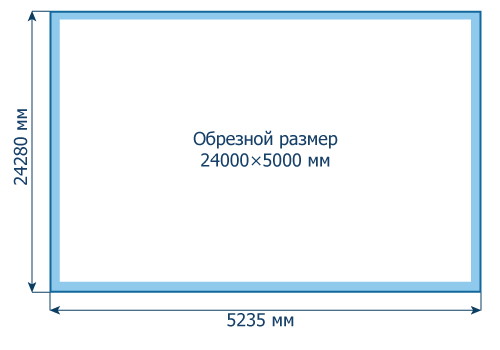 Обрезной размер
24000×5000 мм
24280 мм
5235 мм